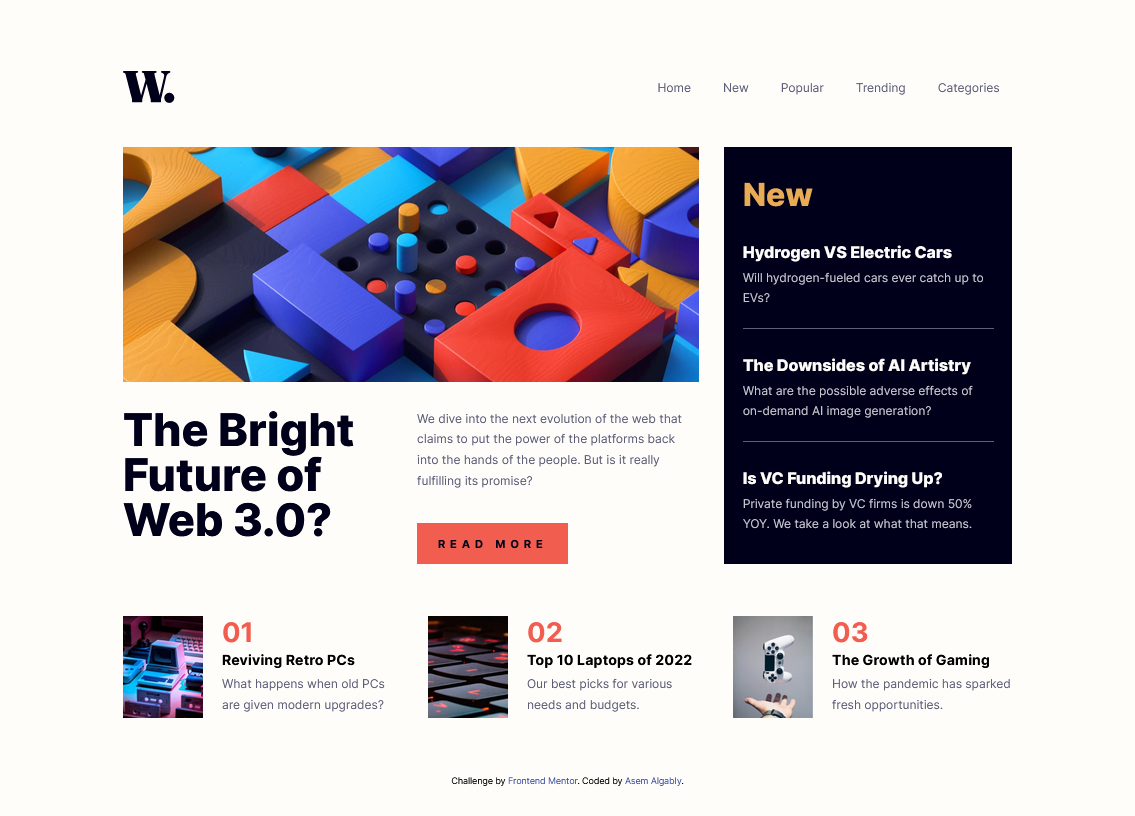 W.
Home
New
Popular
Trending
Categories
The Bright
Future of
Web 3.0?
We dive into the next evolution of the web that
claims to put the power of the platforms back
into the hands of the people. But is it really
fulfilling its promise?
READ MORE
New
Hydrogen VS Electric Cars
Will hydrogen-fueled cars ever catch up to
EVs?
The Downsides of AI Artistry
What are the possible adverse effects of
on-demand AI image generation?
Is VC Funding Drying Up?
Private funding by VC firms is down 50%
YOY. We take a look at what that means.
01
Reviving Retro PCs
What happens when old PCs
are given modern upgrades?
02
Top 10 Laptops of 2022
Our best picks for various
needs and budgets.
03
The Growth of Gaming
How the pandemic has sparked
fresh opportunities.
Challenge by Frontend Mentor. Coded by Asem Algably.